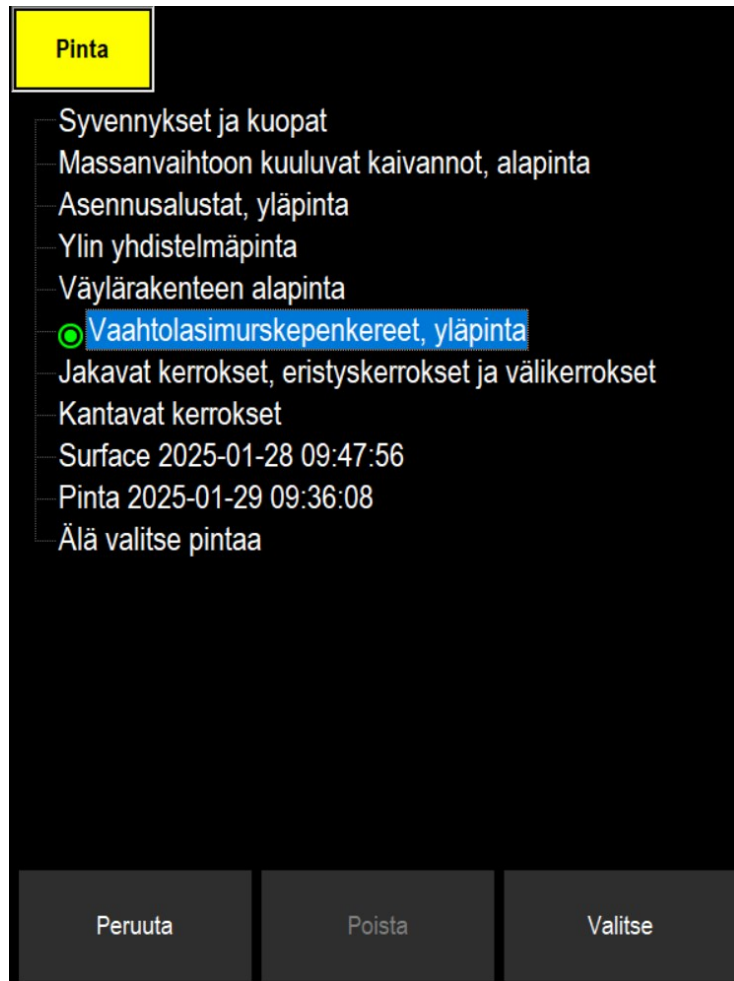 Pinta
Syvennykset ja kuopat
Massanvaihtoon kuuluvat kaivannot, alapinta
Asennusalustat, yläpinta
Ylin yhdistelmäpinta
Väylärakenteen alapinta
Vaahtolasimurskepenkereet, yläpinta
Jakavat kerrokset, eristyskerrokset ja välikerrokset
Kantavat kerrokset
Surface 2025-01-28 09:47:56
Pinta 2025-01-29 09:36:08
Älä valitse pintaa
Peruuta
Poista
Valitse